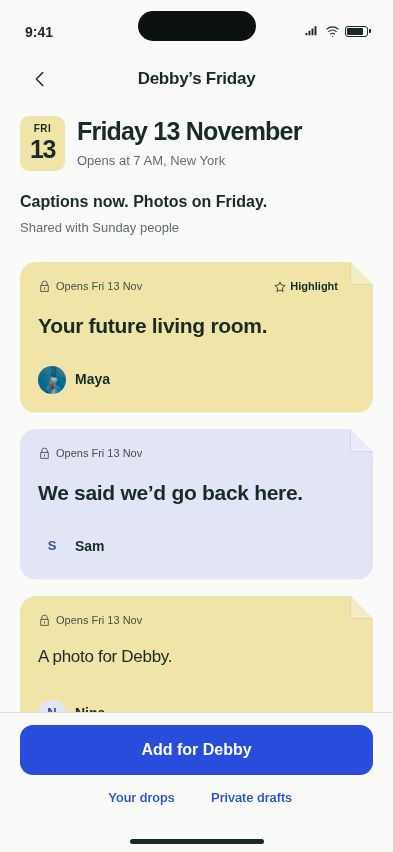 9:41
Debby’s Friday
FRI
13
Friday 13 November
Opens at 7 AM, New York
Captions now. Photos on Friday.
Shared with Sunday people
Opens Fri 13 Nov
Highlight
Your future living room.
Maya
Opens Fri 13 Nov
We said we’d go back here.
S
Sam
Opens Fri 13 Nov
A photo for Debby.
N
Nina
Add for Debby
Your drops
Private drafts